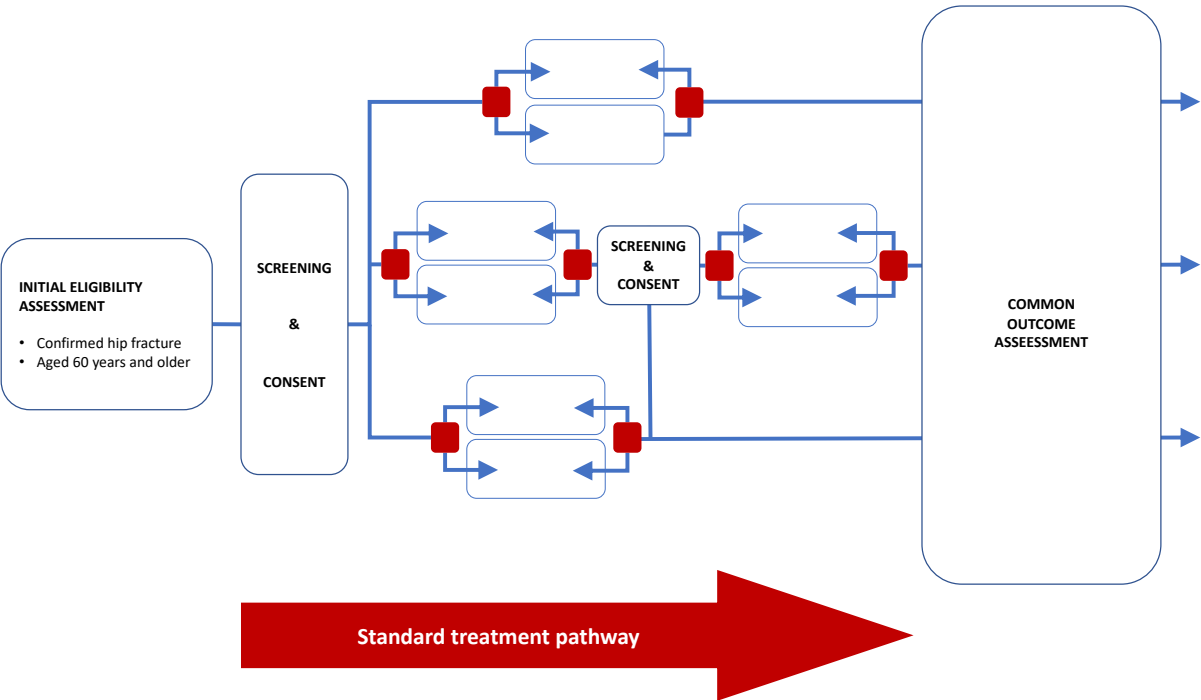 INITIAL ELIGIBILITY
ASSESSMENT
• Confirmed hip fracture
• Aged 60 years and older
SCREENING
&
CONSENT
SCREENING
&
CONSENT
COMMON
OUTCOME
ASSEESSMENT
Standard treatment pathway